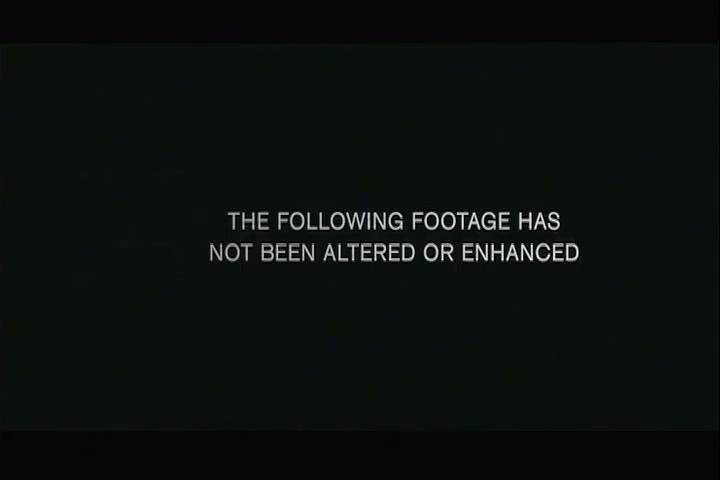 THE FOLLOWING FOOTAGE HAS
NOT BEEN ALTERED OR ENHANCED